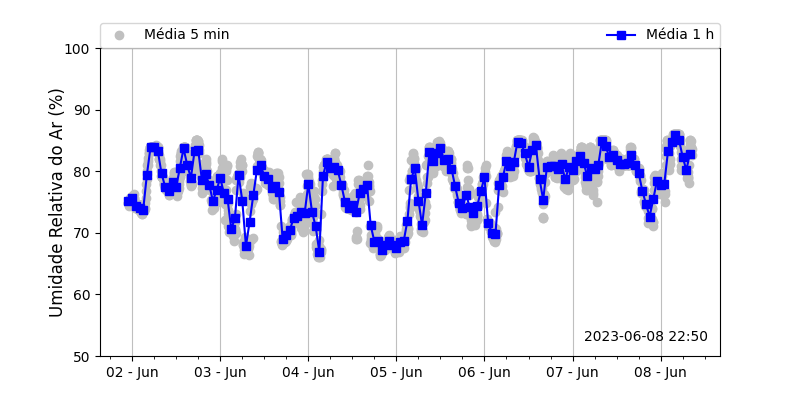 Média 5 min
Média 1 h
Umidade Relativa do Ar (%)
100
90
80
70
60
50
2023-06-08 22:50
02 - Jun
03 - Jun
04 - Jun
05 - Jun
06 - Jun
07 - Jun
08 - Jun